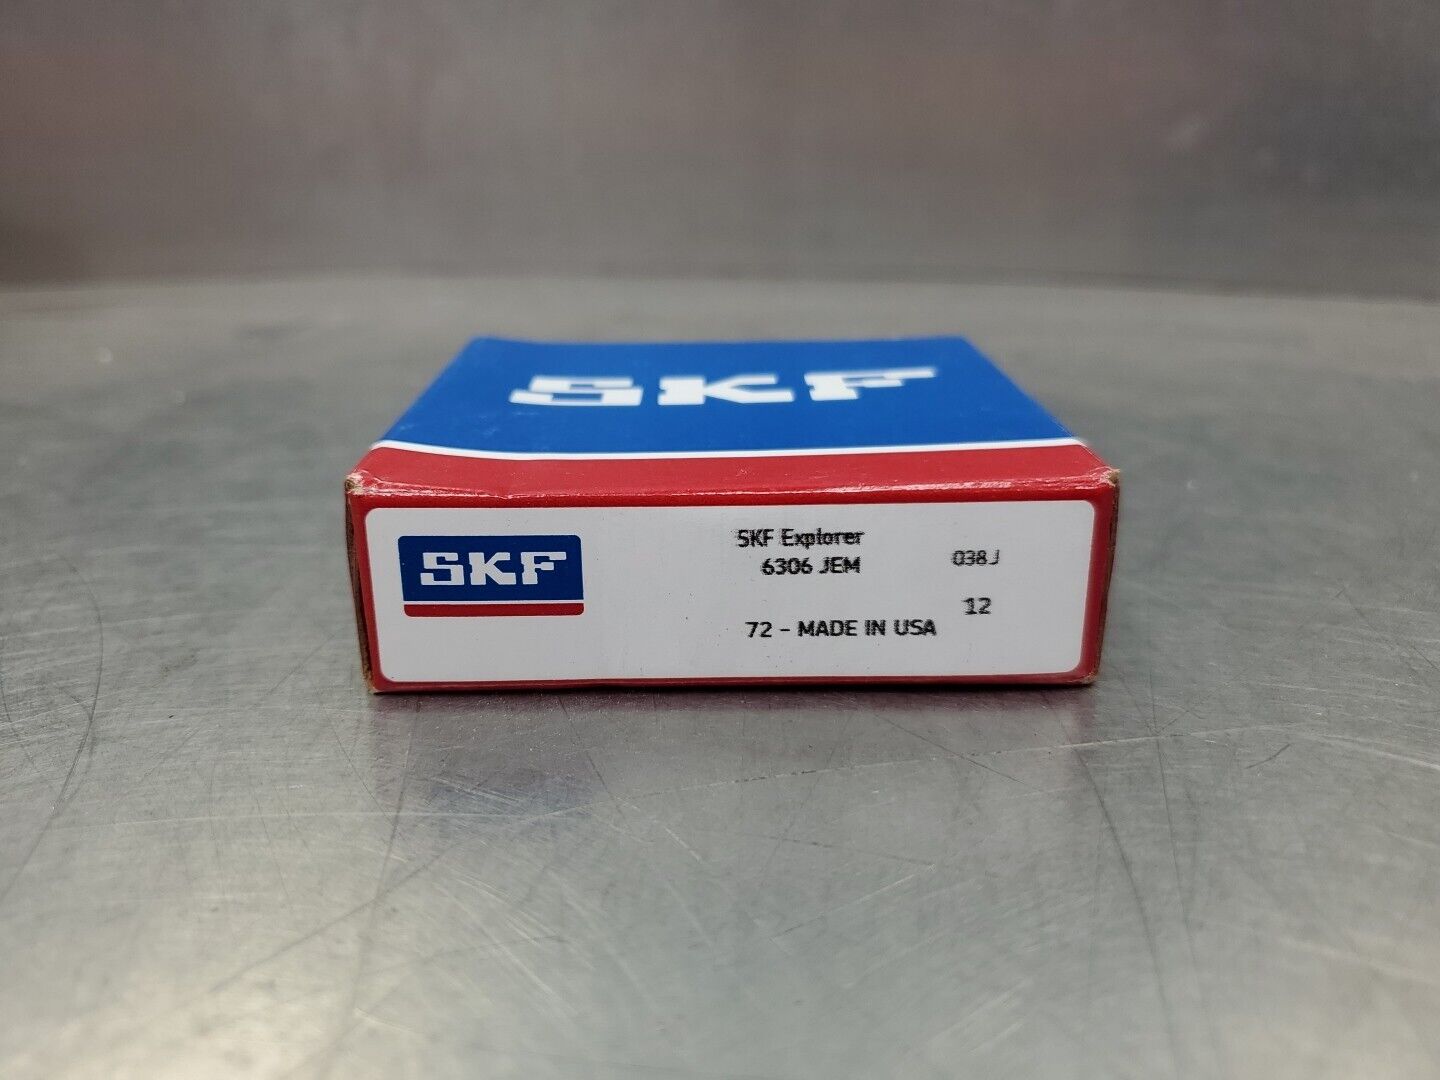 SKF
SKF
SKF Explorer
6306 JEM
038J
12
72 - MADE IN USA